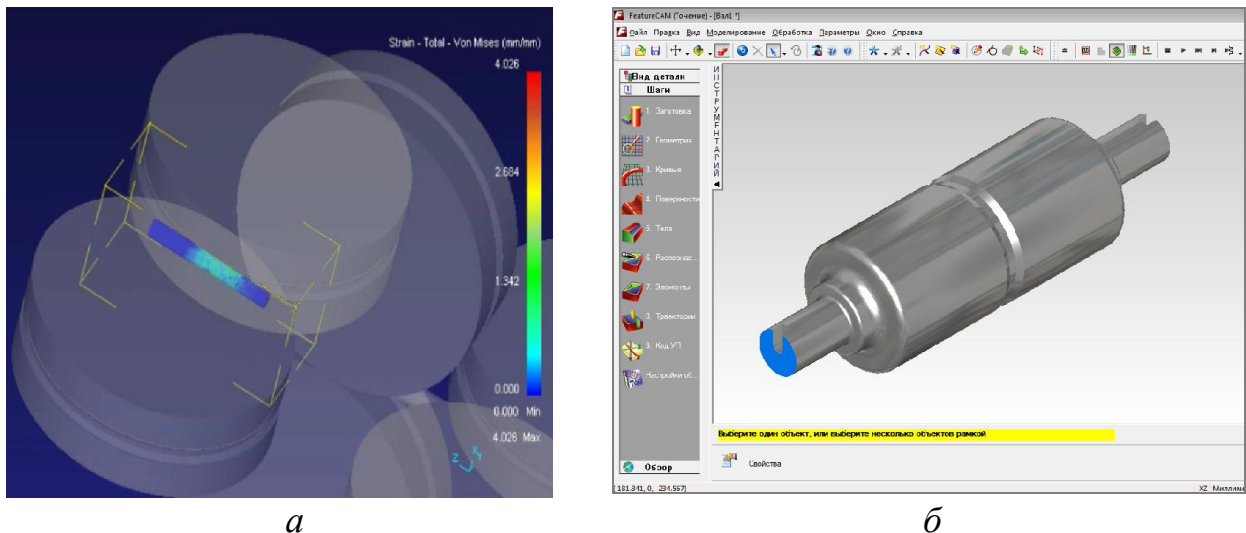 Strain - Total - Von Mises (mm/mm)
4.026
2.684
1.342
0.000
0.000 Min
4.026 Max
Z
X
Y
FeatureCAM (Точение) - [Вал1 *]
Файл Правка Вид Моделирование Обработка Параметры Окно Справка
Вид детали
Шаги
1. Заготовка
2. Геометрия
3. Кривые
4. Поверхности
5. Тела
6. Распознав...
7. Элементы
8. Траектории
9. Код УП
Настройки об...
ИНСТРУМЕНТАРИЙ
Выберите один объект, или выберите несколько объектов рамкой
Обзор
Свойства
(181.341, 0, 234.567)
XZ Миллим
а
б